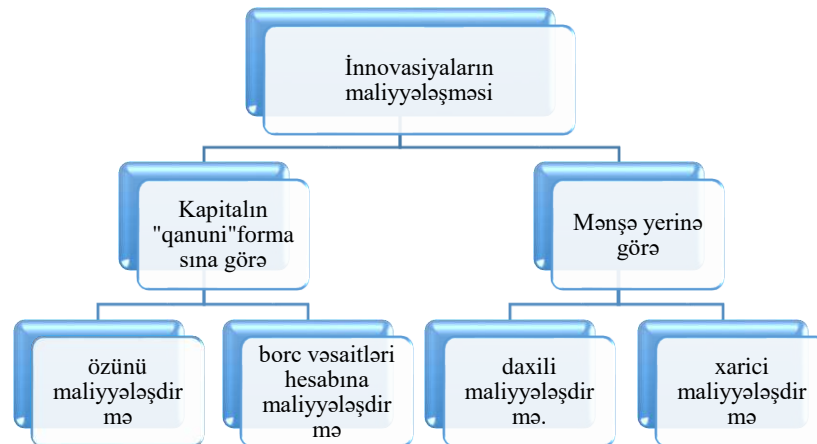 İnnovasiyaların
maliyyələşməsi
Kapitalın
"qanuni"forma
sına görə
Mənşə yerinə
görə
özünü
maliyyələşdir
mə
borc vəsaitləri
hesabına
maliyyələşdir
mə
daxili
maliyyələşdir
mə.
xarici
maliyyələşdir
mə